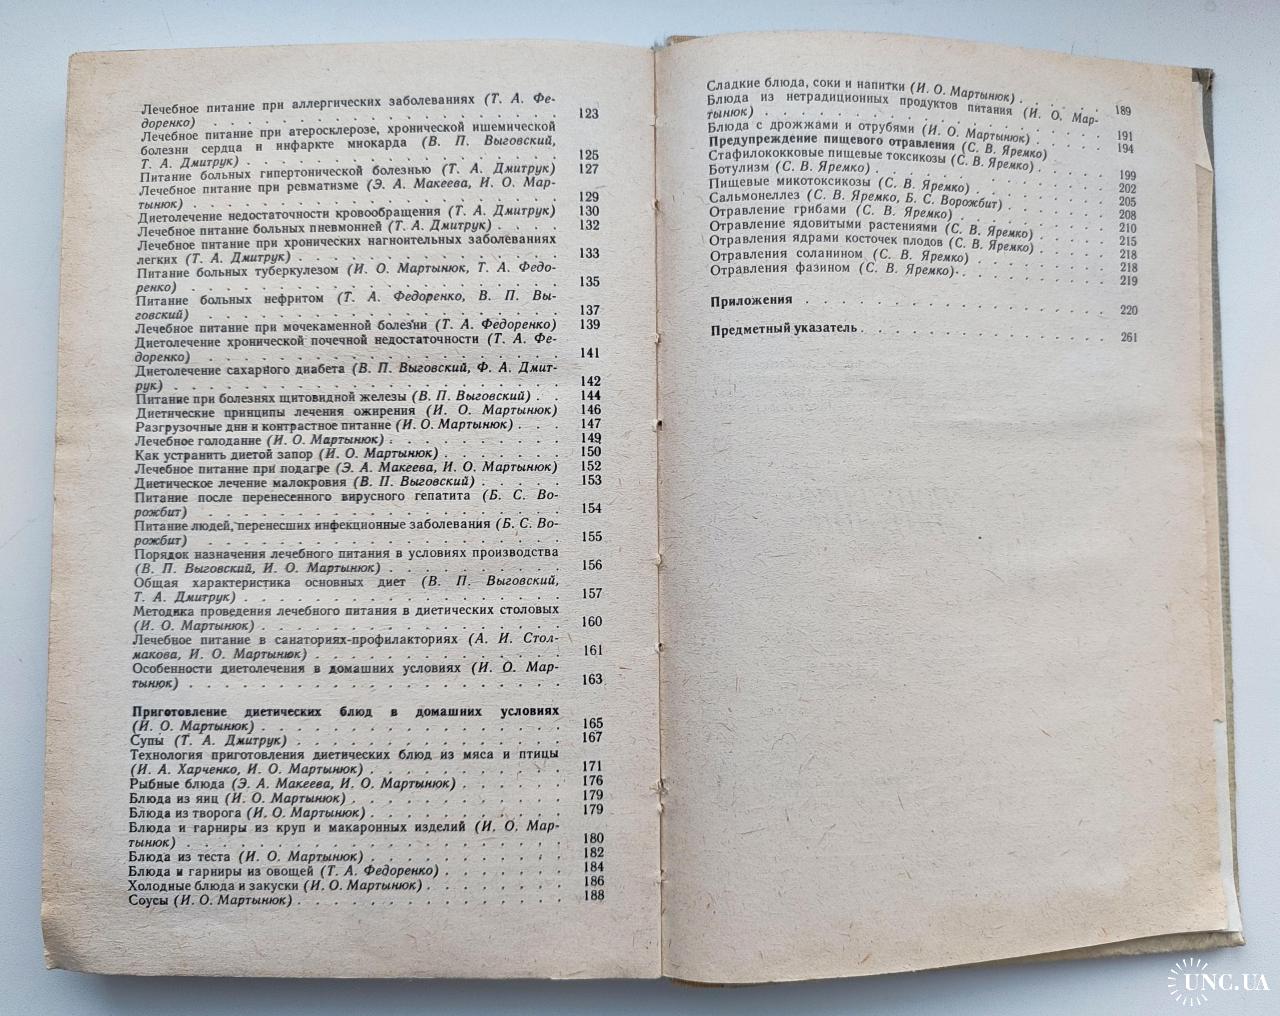 Лечебное питание при аллергических заболеваниях (Т. А. Фе-
доренко) . . . . . . . . . . . . . . . 123
Лечебное питание при атеросклерозе, хронической ишемической
болезни сердца и инфаркте миокарда (В. П. Выговский,
Т. А. Дмитрук) . . . . . . . . . . . . . 125
Питание больных гипертонической болезнью (Т. А. Дмитрук) 127
Лечебное питание при ревматизме (Э. А. Макеева, И. О. Мар-
тынюк) . . . . . . . . . . . . . . . 129
Диетолечение недостаточности кровообращения (Т. А. Дмитрук) 130
Лечебное питание больных пневмонией (Т. А. Дмитрук) . . . . 132
Лечебное питание при хронических нагноительных заболеваниях
легких (Т. А. Дмитрук) . . . . . . . . . . . 133
Питание больных туберкулезом (И. О. Мартынюк, Т. А. Федо-
ренко) . . . . . . . . . . . . . . . 135
Питание больных нефритом (Т. А. Федоренко, В. П. Вы-
говский) . . . . . . . . . . . . . . . 137
Лечебное питание при мочекаменной болезни (Т. А. Федоренко) 139
Диетолечение хронической почечной недостаточности (Т. А. Фе-
доренко) . . . . . . . . . . . . . . . 141
Диетолечение сахарного диабета (В. П. Выговский, Ф. А. Дмит-
рук) . . . . . . . . . . . . . . . . 142
Питание при болезнях щитовидной железы (В. П. Выговский) . . 144
Диетические принципы лечения ожирения (И. О. Мартынюк) 146
Разгрузочные дни и контрастное питание (И. О. Мартынюк) . . . 147
Лечебное голодание (И. О. Мартынюк) . . . . . . . . 149
Как устранить диетой запор (И. О. Мартынюк) . . . . . . 150
Лечебное питание при подагре (Э. А. Макеева, И. О. Мартынюк) 152
Диетическое лечение малокровия (В. П. Выговский) . . . . . 153
Питание после перенесенного вирусного гепатита (Б. С. Во-
рожбит) . . . . . . . . . . . . . . . 154
Питание людей, перенесших инфекционные заболевания (Б. С. Во-
рожбит) . . . . . . . . . . . . . . . 155
Порядок назначения лечебного питания в условиях производства
(В. П. Выговский, И. О. Мартынюк) . . . . . . . . 156
Общая характеристика основных диет (В. П. Выговский,
Т. А. Дмитрук) . . . . . . . . . . . . . 157
Методика проведения лечебного питания в диетических столовых
(И. О. Мартынюк) . . . . . . . . . . . . 160
Лечебное питание в санаториях-профилакториях (А. И. Стол-
макова, И. О. Мартынюк) . . . . . . . . . . 161
Особенности диетолечения в домашних условиях (И. О. Мар-
тынюк) . . . . . . . . . . . . . . . 163
Приготовление диетических блюд в домашних условиях
(И. О. Мартынюк) . . . . . . . . . . . . 165
Супы (Т. А. Дмитрук) . . . . . . . . . . . 167
Технология приготовления диетических блюд из мяса и птицы
(И. А. Харченко, И. О. Мартынюк) . . . . . . . . 171
Рыбные блюда (Э. А. Макеева, И. О. Мартынюк) . . . . . 176
Блюда из яиц (И. О. Мартынюк) . . . . . . . . . 179
Блюда из творога (И. О. Мартынюк) . . . . . . . . 179
Блюда и гарниры из круп и макаронных изделий (И. О. Мар-
тынюк) . . . . . . . . . . . . . . . 180
Блюда из теста (И. О. Мартынюк) . . . . . . . . . 182
Блюда и гарниры из овощей (Т. А. Федоренко) . . . . . . 184
Холодные блюда и закуски (И. О. Мартынюк) . . . . . . 186
Соусы (И. О. Мартынюк) . . . . . . . . . . . 188
Сладкие блюда, соки и напитки (И. О. Мартынюк) . . . . . 189
Блюда из нетрадиционных продуктов питания (И. О. Мар-
тынюк) . . . . . . . . . . . . . . . 191
Блюда с дрожжами и отрубями (И. О. Мартынюк) . . . . . 194
Предупреждение пищевого отравления (С. В. Яремко)
Стафилококковые пищевые токсикозы (С. В. Яремко) . . . . 199
Ботулизм (С. В. Яремко) . . . . . . . . . . . 202
Пищевые микотоксикозы (С. В. Яремко) . . . . . . . . 205
Сальмонеллез (С. В. Яремко, Б. С. Ворожбит) . . . . . . 208
Отравление грибами (С. В. Яремко) . . . . . . . . . 210
Отравление ядовитыми растениями (С. В. Яремко) . . . . . 215
Отравления ядрами косточек плодов (С. В. Яремко) . . . . . 218
Отравления соланином (С. В. Яремко) . . . . . . . . 218
Отравления фазином (С. В. Яремко) . . . . . . . . . 219
Приложения . . . . . . . . . . . . . . 220
Предметный указатель . . . . . . . . . . . 261
UNC.UA